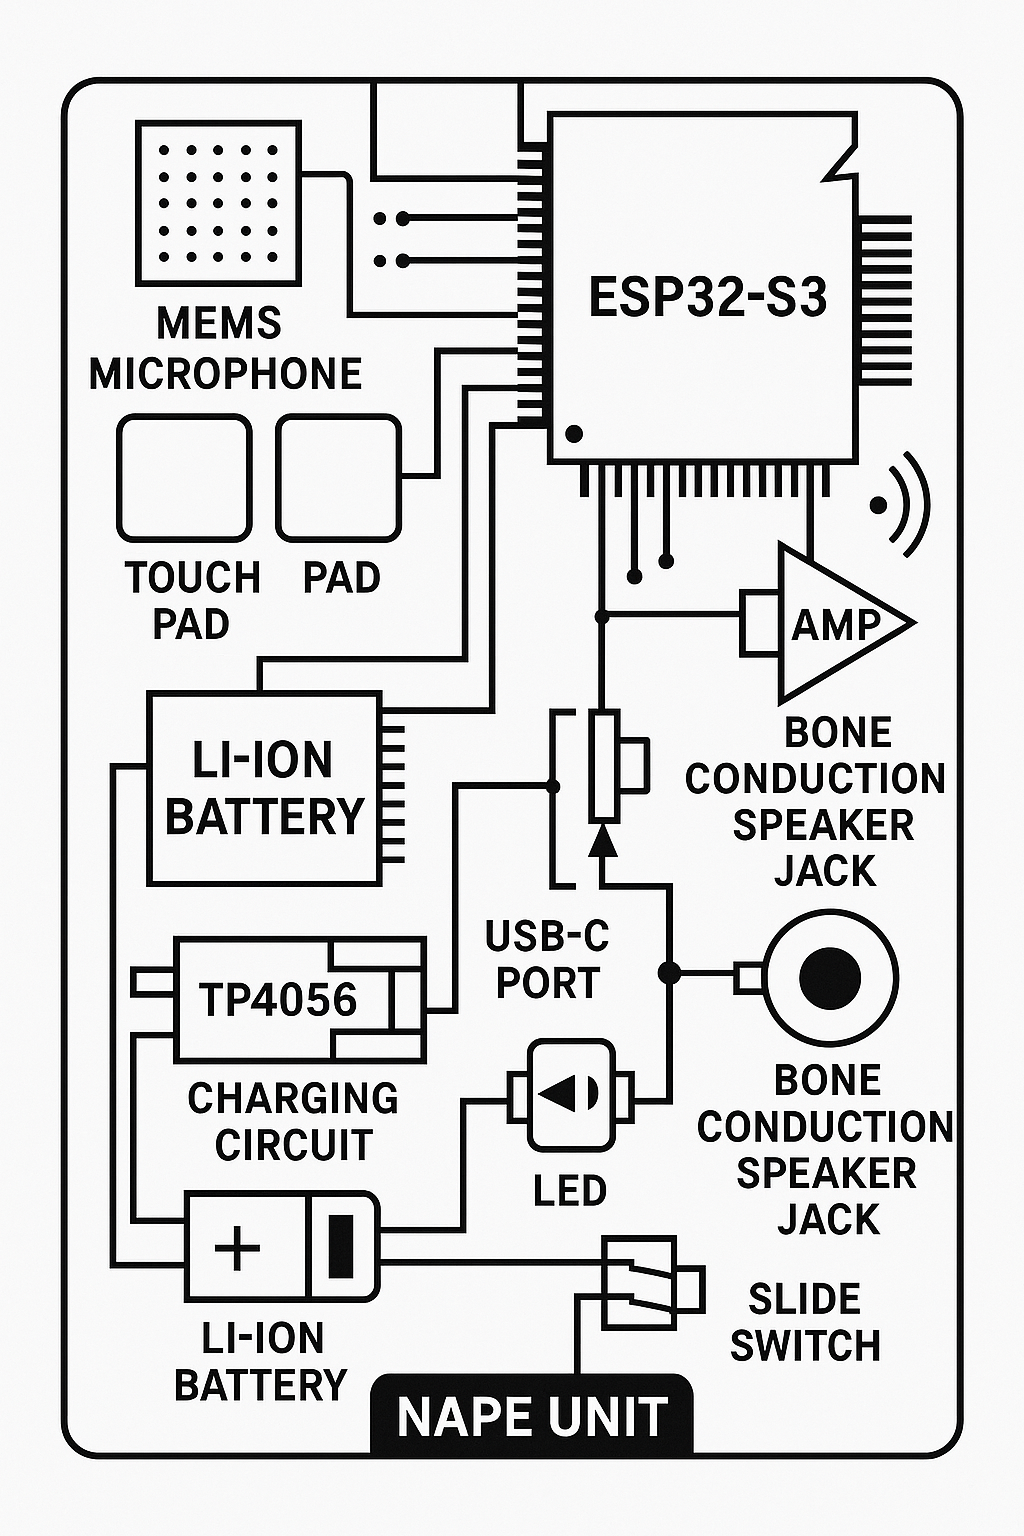 ESP32-S3
MEMS
MICROPHONE
TOUCH
PAD
PAD
AMP
LI-ION
BATTERY
BONE
CONDUCTION
SPEAKER
JACK
USB-C
PORT
TP4056
CHARGING
CIRCUIT
BONE
CONDUCTION
SPEAKER
JACK
LED
+
LI-ION
BATTERY
SLIDE
SWITCH
NAPE UNIT